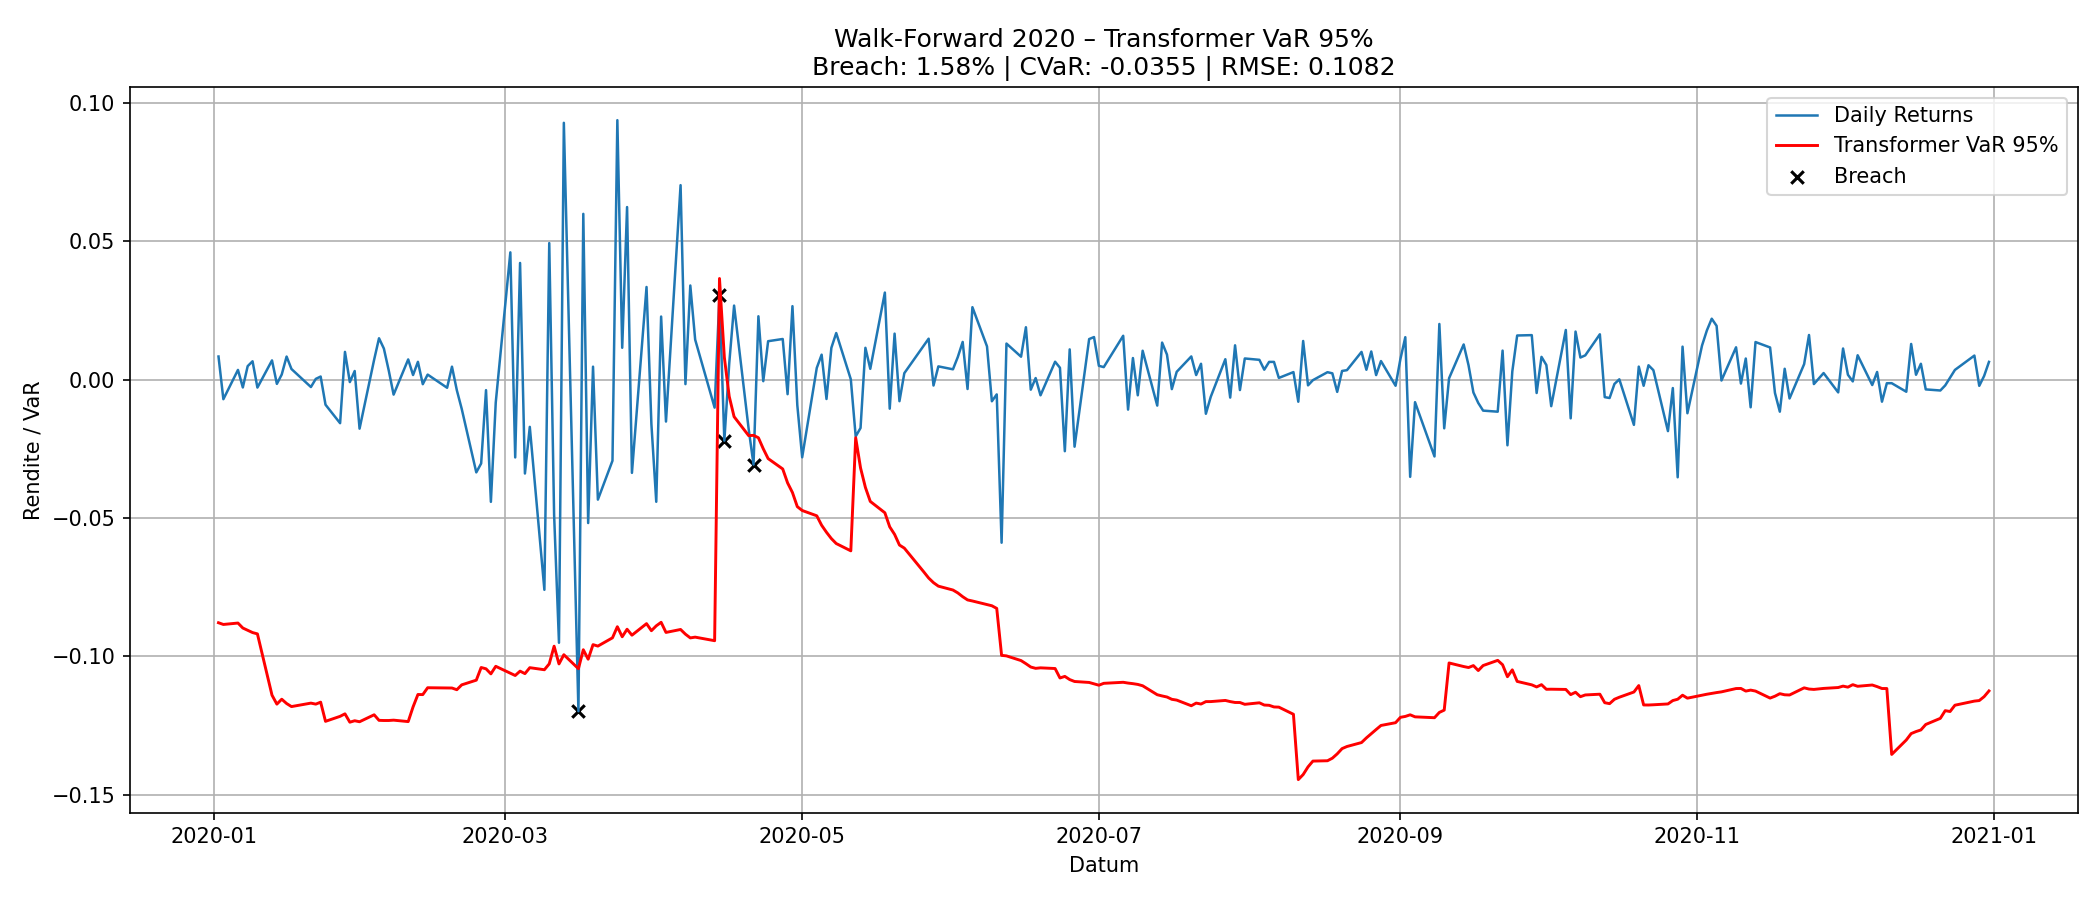 Walk-Forward 2020 – Transformer VaR 95%
Breach: 1.58% | CVaR: -0.0355 | RMSE: 0.1082
Rendite / VaR
0.10
0.05
0.00
−0.05
−0.10
−0.15
Daily Returns
Transformer VaR 95%
Breach
2020-01
2020-03
2020-05
2020-07
2020-09
2020-11
2021-01
Datum